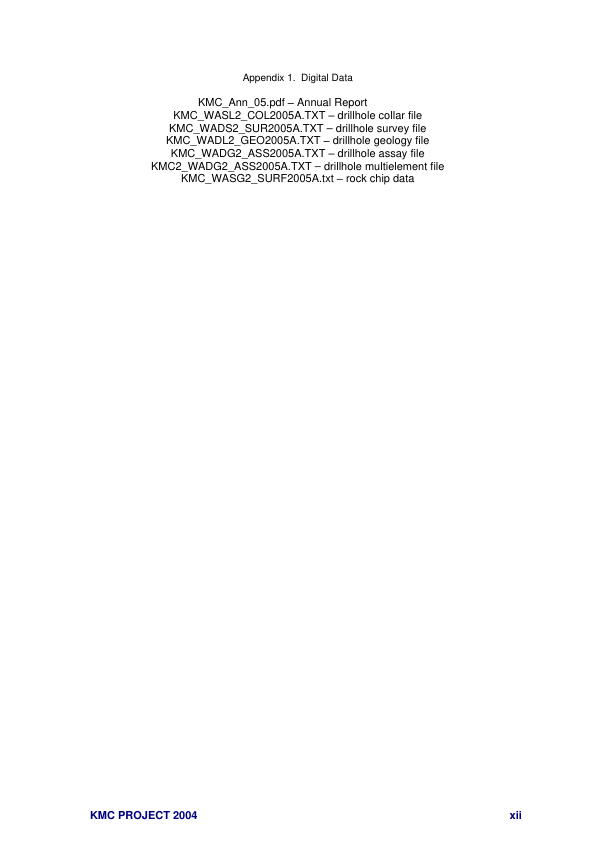 Appendix 1.  Digital Data
KMC_Ann_05.pdf – Annual Report
KMC_WASL2_COL2005A.TXT – drillhole collar file
KMC_WADS2_SUR2005A.TXT – drillhole survey file
KMC_WADL2_GEO2005A.TXT – drillhole geology file
KMC_WADG2_ASS2005A.TXT – drillhole assay file
KMC2_WADG2_ASS2005A.TXT – drillhole multielement file
KMC_WASG2_SURF2005A.txt – rock chip data
KMC PROJECT 2004 xii